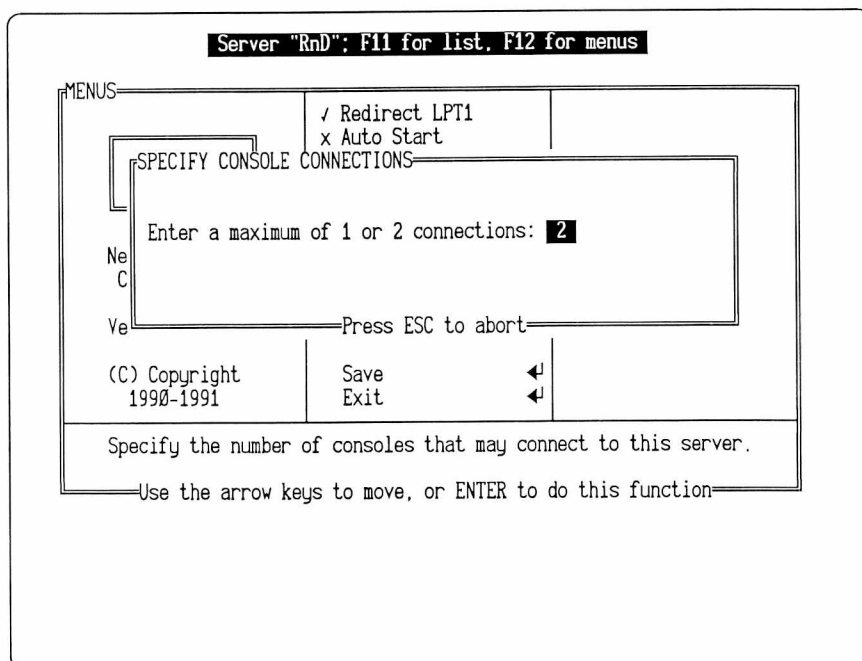 Server "RnD"; F11 for list, F12 for menus
MENUS
√ Redirect LPT1
x Auto Start
SPECIFY CONSOLE CONNECTIONS
Enter a maximum of 1 or 2 connections: 2
Ne
C
Ve
Press ESC to abort
(C) Copyright
1990-1991
Save ↵
Exit ↵
Specify the number of consoles that may connect to this server.
Use the arrow keys to move, or ENTER to do this function